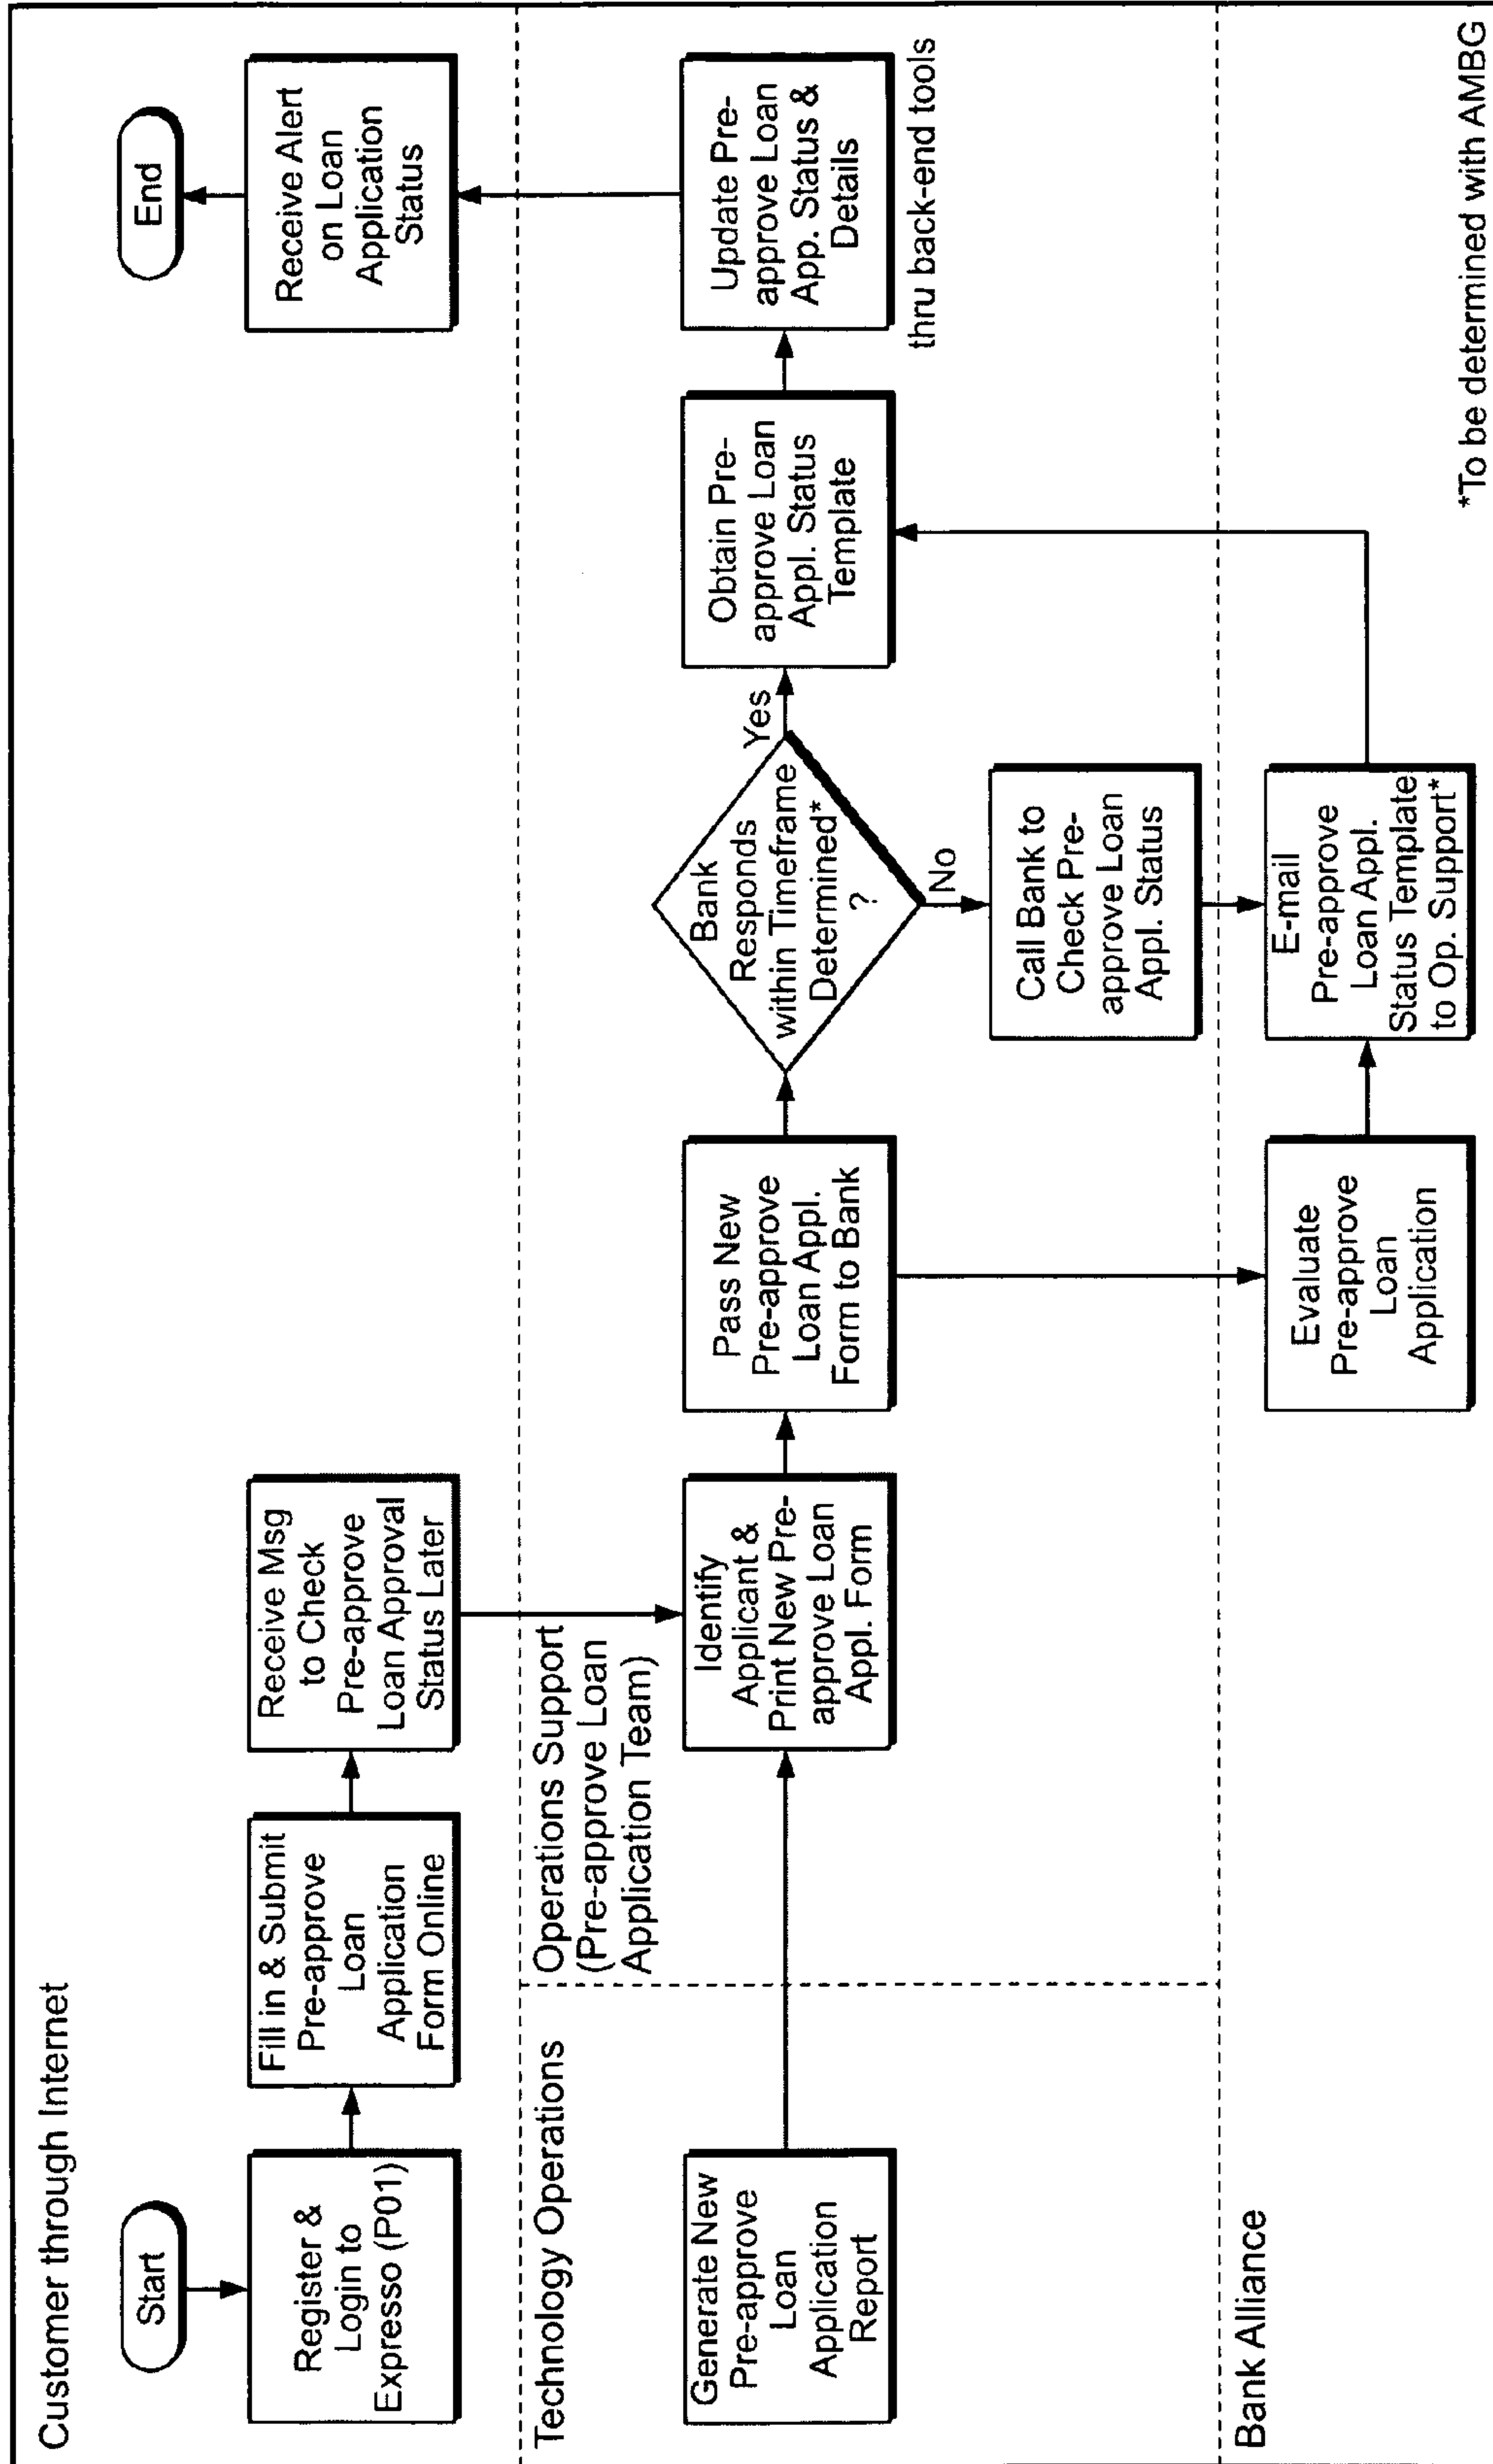 Customer through Internet
Start
Register &
Login to
Expresso (P01)
Fill in & Submit
Pre-approve
Loan
Application
Form Online
Receive Msg
to Check
Pre-approve
Loan Approval
Status Later
Receive Alert
on Loan
Application
Status
End
Technology Operations
Generate New
Pre-approve
Loan
Application
Report
Operations Support
(Pre-approve Loan
Application Team)
Identify
Applicant &
Print New Pre-
approve Loan
Appl. Form
Pass New
Pre-approve
Loan Appl.
Form to Bank
Bank
Responds
within Timeframe
Determined*
?
Yes
No
Call Bank to
Check Pre-
approve Loan
Appl. Status
Obtain Pre-
approve Loan
Appl. Status
Template
Update Pre-
approve Loan
App. Status &
Details
thru back-end tools
Bank Alliance
Evaluate
Pre-approve
Loan
Application
E-mail
Pre-approve
Loan Appl.
Status Template
to Op. Support*
*To be determined with AMBG